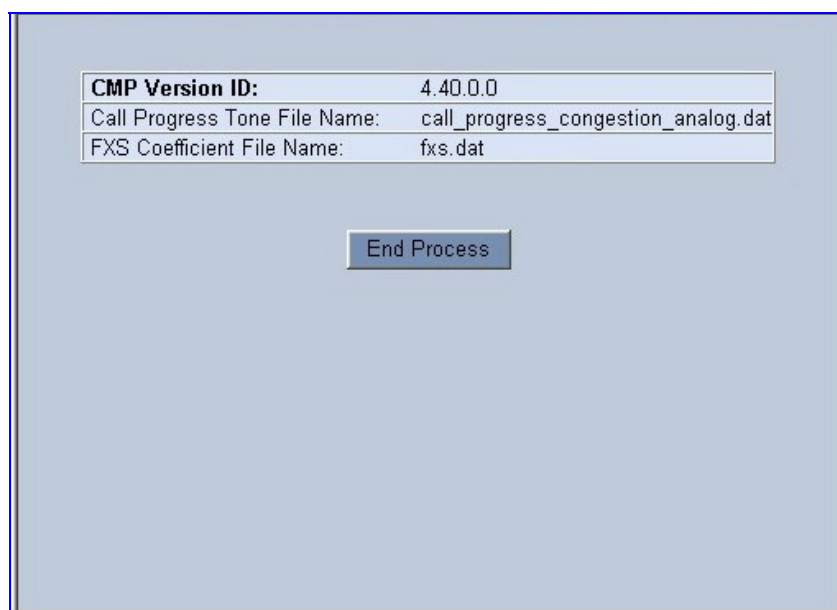 CMP Version ID: 4.40.0.0
Call Progress Tone File Name: call_progress_congestion_analog.dat
FXS Coefficient File Name: fxs.dat
End Process